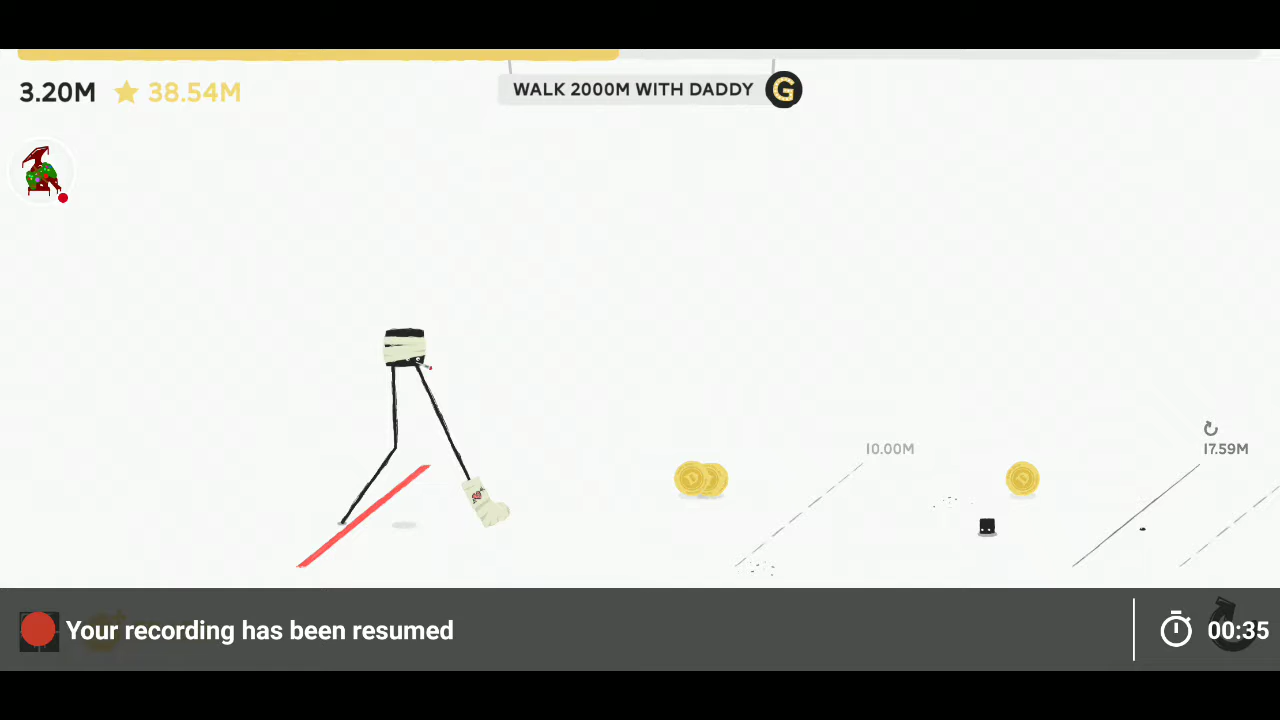 3.20M ★ 38.54M
WALK 2000M WITH DADDY G
10.00M
17.59M
Your recording has been resumed
00:35